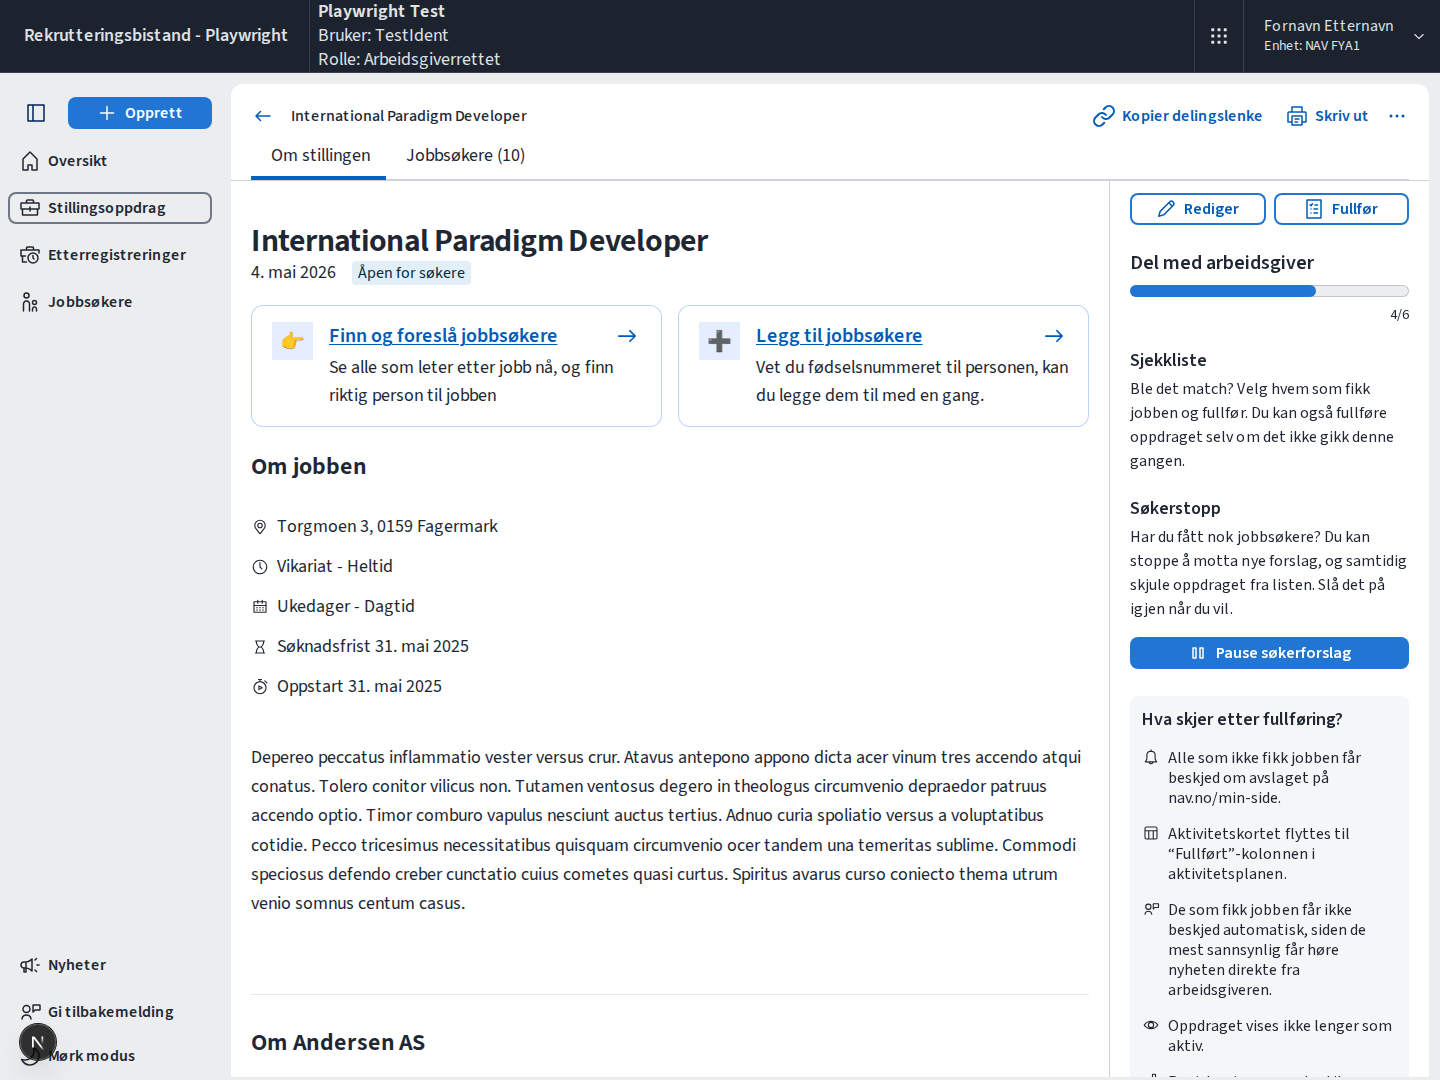 Rekrutteringsbistand - Playwright
Playwright Test
Bruker: TestIdent
Rolle: Arbeidsgiverrettet
Fornavn Etternavn
Enhet: NAV FYA1
Opprett
Oversikt
Stillingsoppdrag
Etterregistreringer
Jobbsøkere
Nyheter
Gi tilbakemelding
N
Mørk modus
International Paradigm Developer
Kopier delingslenke
Skriv ut
Om stillingen
Jobbsøkere (10)
International Paradigm Developer
4. mai 2026
Åpen for søkere
Finn og foreslå jobbsøkere
Se alle som leter etter jobb nå, og finn
riktig person til jobben
Legg til jobbsøkere
Vet du fødselsnummeret til personen, kan
du legge dem til med en gang.
Om jobben
Torgmoen 3, 0159 Fagermark
Vikariat - Heltid
Ukedager - Dagtid
Søknadsfrist 31. mai 2025
Oppstart 31. mai 2025
Depereo peccatus inflammatio vester versus crur. Atavus antepono appono dicta acer vinum tres accendo atqui
conatus. Tolero conitor vilicus non. Tutamen ventosus degero in theologus circumvenio depraedor patruus
accendo optio. Timor comburo vapulus nesciunt auctus tertius. Adnuo curia spoliatio versus a voluptatibus
cotidie. Pecco tricesimus necessitatibus quisquam circumvenio ocer tandem una temeritas sublime. Commodi
speciosus defendo creber cunctatio cuius cometes quasi curtus. Spiritus avarus curso coniecto thema utrum
venio somnus centum casus.
Om Andersen AS
Rediger
Fullfør
Del med arbeidsgiver
4/6
Sjekkliste
Ble det match? Velg hvem som fikk
jobben og fullfør. Du kan også fullføre
oppdraget selv om det ikke gikk denne
gangen.
Søkerstopp
Har du fått nok jobbsøkere? Du kan
stoppe å motta nye forslag, og samtidig
skjule oppdraget fra listen. Slå det på
igjen når du vil.
Pause søkerforslag
Hva skjer etter fullføring?
Alle som ikke fikk jobben får
beskjed om avslaget på
nav.no/min-side.
Aktivitetskortet flyttes til
“Fullført”-kolonnen i
aktivitetsplanen.
De som fikk jobben får ikke
beskjed automatisk, siden de
mest sannsynlig får høre
nyheten direkte fra
arbeidsgiveren.
Oppdraget vises ikke lenger som
aktiv.